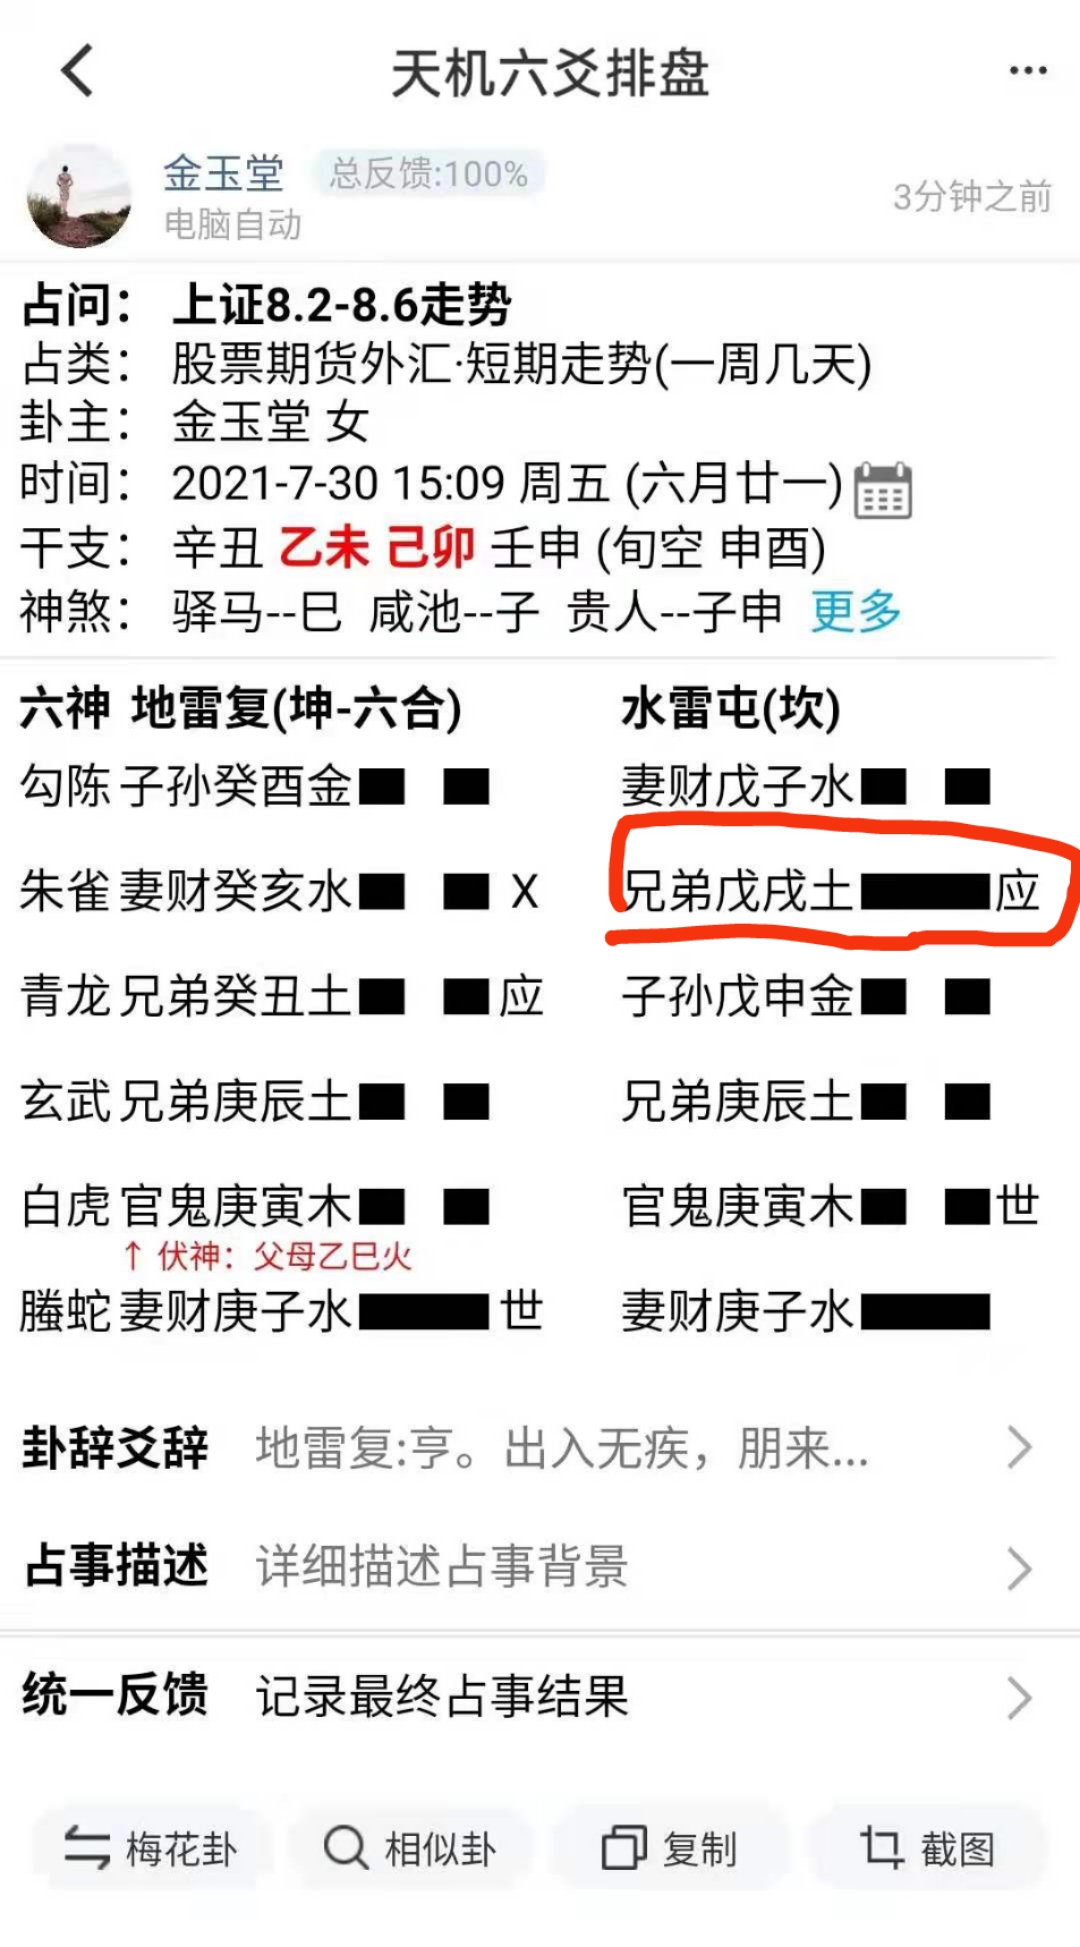 天机六爻排盘
金玉堂 总反馈:100%
电脑自动
3分钟之前
占问： 上证8.2-8.6走势
占类： 股票期货外汇·短期走势(一周几天)
卦主： 金玉堂 女
时间： 2021-7-30 15:09 周五 (六月廿一)
干支： 辛丑 乙未 己卯 壬申 (旬空 申酉)
神煞： 驿马--巳 咸池--子 贵人--子申 更多
六神 地雷复(坤-六合) 水雷屯(坎)
勾陈 子孙癸酉金 妻财戊子水
朱雀 妻财癸亥水 X 兄弟戊戌土 应
青龙 兄弟癸丑土 应 子孙戊申金
玄武 兄弟庚辰土 兄弟庚辰土
白虎 官鬼庚寅木 官鬼庚寅木 世
↑ 伏神：父母乙巳火
螣蛇 妻财庚子水 世 妻财庚子水
卦辞爻辞 地雷复:亨。出入无疾，朋来...
占事描述 详细描述占事背景
统一反馈 记录最终占事结果
梅花卦 相似卦 复制 截图